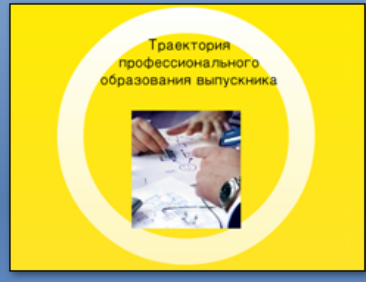 Траектория
профессионального
образования выпускника